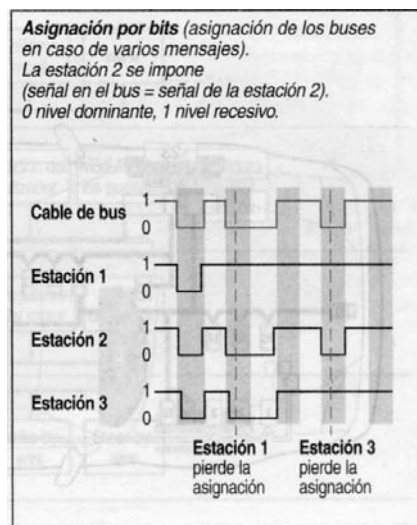 Asignación por bits (asignación de los buses
en caso de varios mensajes).
La estación 2 se impone
(señal en el bus = señal de la estación 2).
0 nivel dominante, 1 nivel recesivo.
Cable de bus
1
0
Estación 1
1
0
Estación 2
1
0
Estación 3
1
0
Estación 1
pierde la
asignación
Estación 3
pierde la
asignación